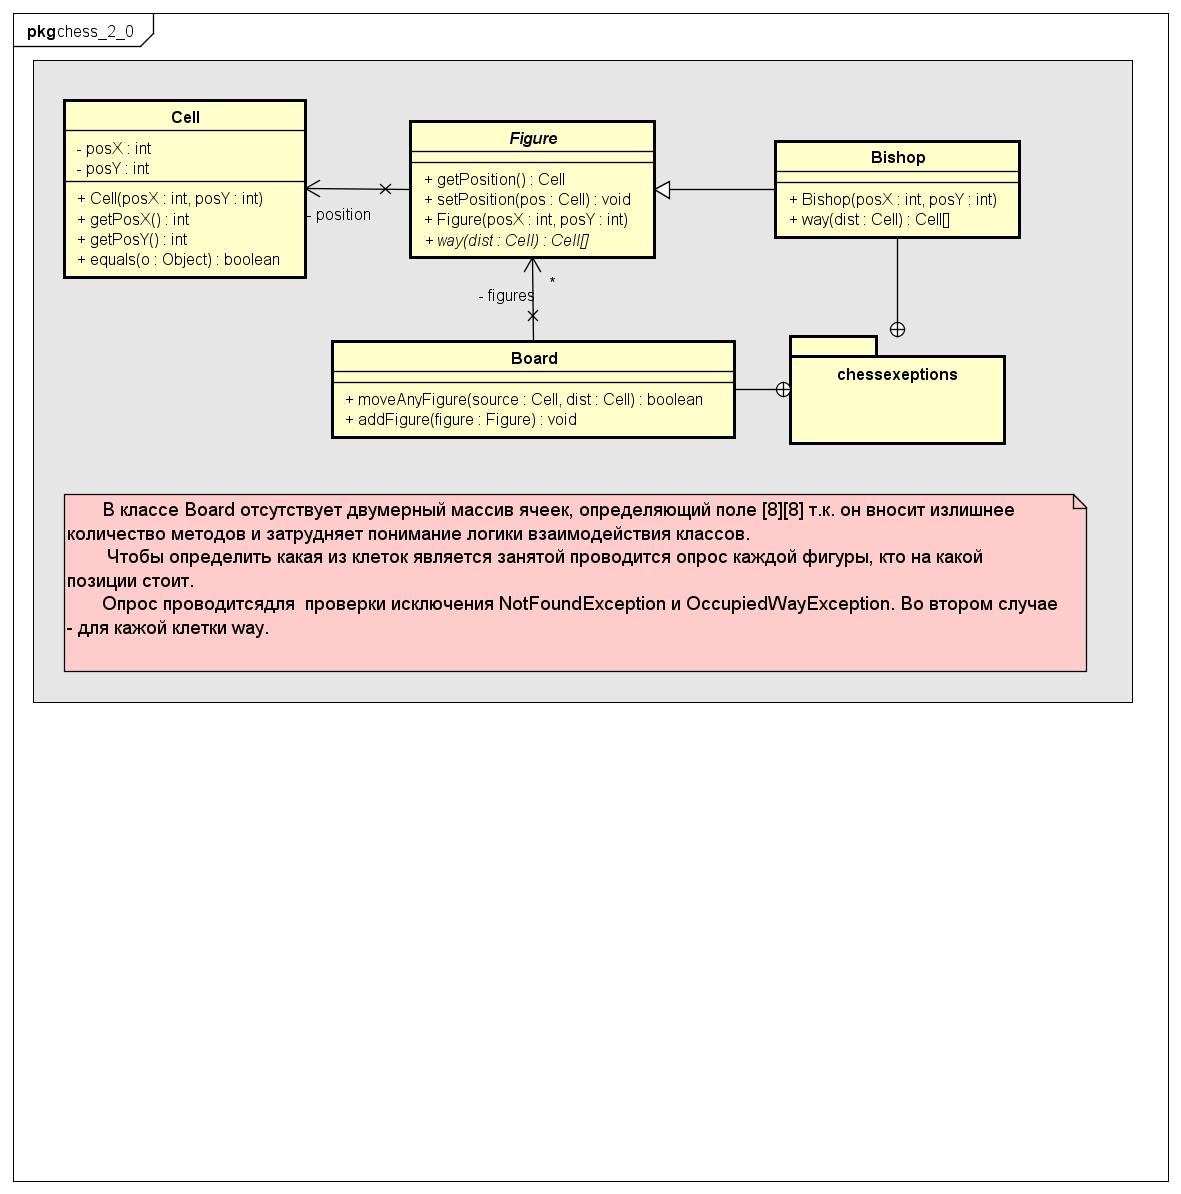 pkg chess_2_0
Cell
- posX : int
- posY : int
+ Cell(posX : int, posY : int)
+ getPosX() : int
+ getPosY() : int
+ equals(o : Object) : boolean
- position
Figure
+ getPosition() : Cell
+ setPosition(pos : Cell) : void
+ Figure(posX : int, posY : int)
+ way(dist : Cell) : Cell[]
Bishop
+ Bishop(posX : int, posY : int)
+ way(dist : Cell) : Cell[]
*
- figures
Board
+ moveAnyFigure(source : Cell, dist : Cell) : boolean
+ addFigure(figure : Figure) : void
chessexeptions
В классе Board отсутствует двумерный массив ячеек, определяющий поле [8][8] т.к. он вносит излишнее
количество методов и затрудняет понимание логики взаимодействия классов.
Чтобы определить какая из клеток является занятой проводится опрос каждой фигуры, кто на какой
позиции стоит.
Опрос проводитсядля проверки исключения NotFoundException и OccupiedWayException. Во втором случае
- для кажой клетки way.